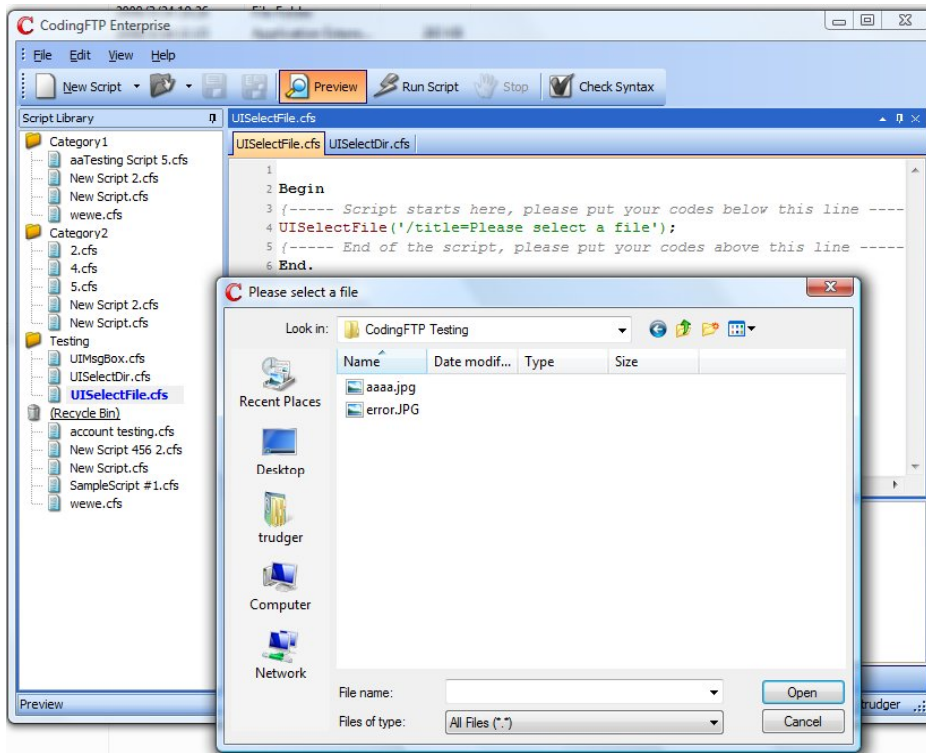 CodingFTP Enterprise
File Edit View Help
New Script Preview Run Script Stop Check Syntax
Script Library
UISelectFile.cfs
UISelectFile.cfs UISelectDir.cfs
Category1
aaTesting Script 5.cfs
New Script 2.cfs
New Script.cfs
wewe.cfs
Category2
2.cfs
4.cfs
5.cfs
New Script 2.cfs
New Script.cfs
Testing
UIMsgBox.cfs
UISelectDir.cfs
UISelectFile.cfs
(Recycle Bin)
account testing.cfs
New Script 456 2.cfs
New Script.cfs
SampleScript #1.cfs
wewe.cfs
1
2 Begin
3 {----- Script starts here, please put your codes below this line ----
4 UISelectFile('/title=Please select a file');
5 {----- End of the script, please put your codes above this line -----
6 End.
Please select a file
Look in: CodingFTP Testing
Name Date modif... Type Size
aaaa.jpg
error.JPG
Recent Places
Desktop
trudger
Computer
Network
File name: Open
Files of type: All Files (*.*) Cancel
Preview trudger